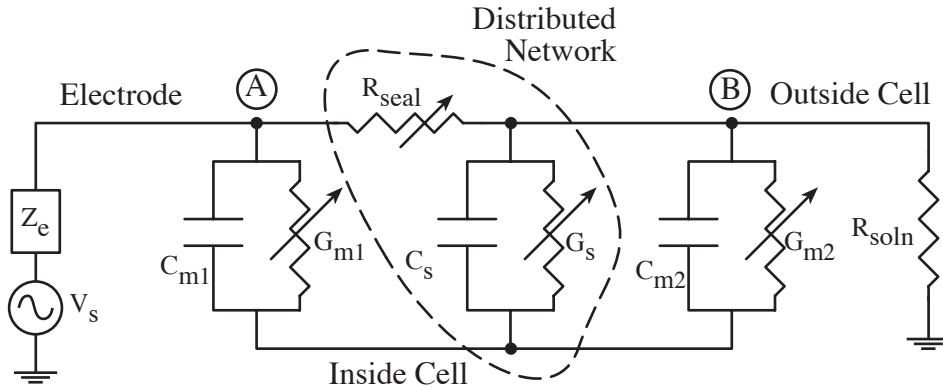 Distributed
Network
Electrode
A
R_seal
B
Outside Cell
Z_e
V_s
C_m1
G_m1
C_s
G_s
C_m2
G_m2
R_soln
Inside Cell